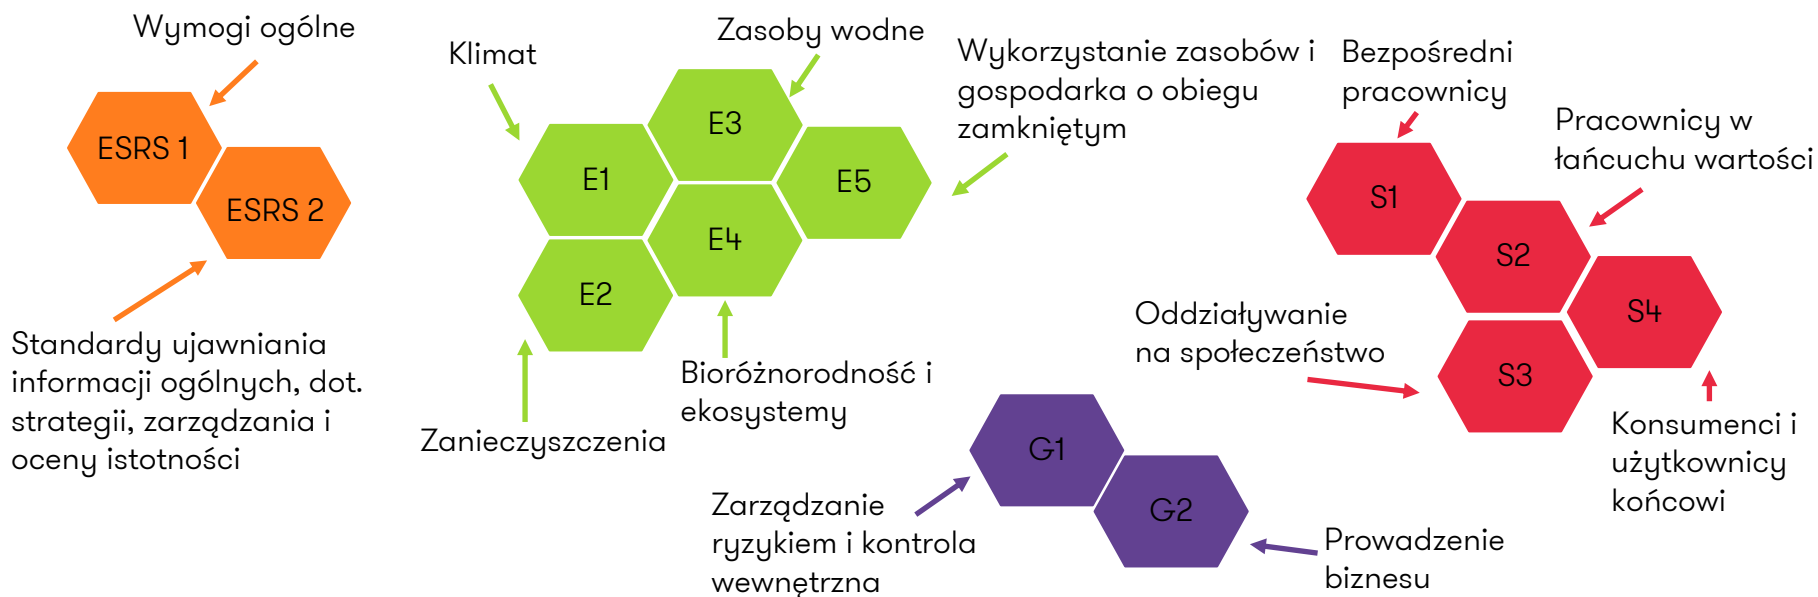 Wymogi ogólne
ESRS 1
ESRS 2
Standardy ujawniania
informacji ogólnych, dot.
strategii, zarządzania i
oceny istotności
Klimat
Zasoby wodne
Wykorzystanie zasobów i
gospodarka o obiegu
zamkniętym
E3
E1
E5
E4
E2
Bioróżnorodność i
ekosystemy
Zanieczyszczenia
G1
G2
Zarządzanie
ryzykiem i kontrola
wewnętrzna
Prowadzenie
biznesu
Bezpośredni
pracownicy
Pracownicy w
łańcuchu wartości
S1
S2
S4
S3
Oddziaływanie
na społeczeństwo
Konsumenci i
użytkownicy
końcowi